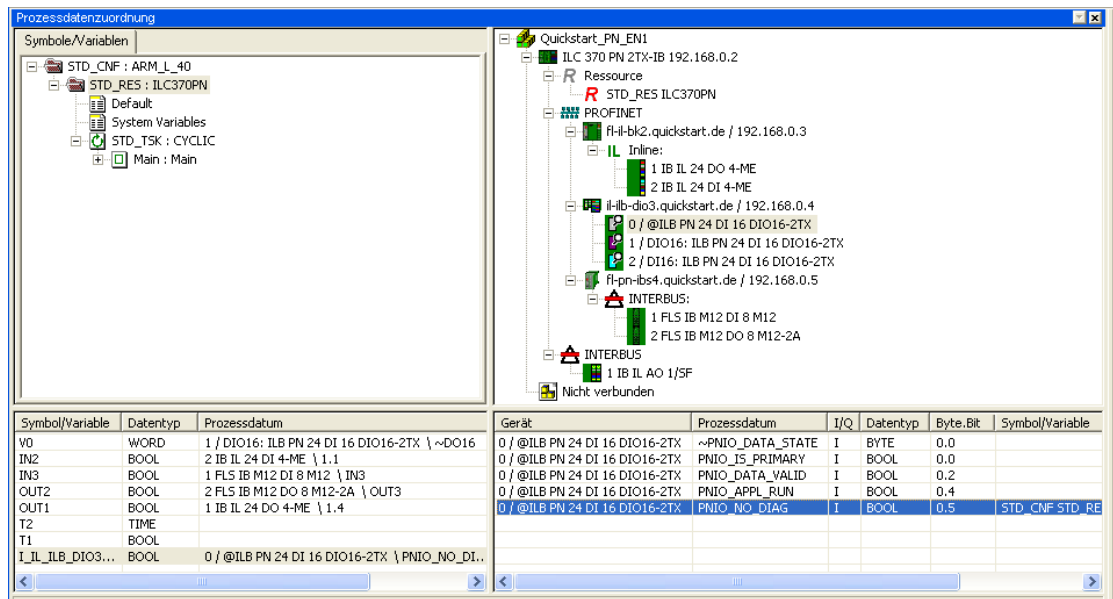 Prozessdatenzuordnung
Symbole/Variablen
STD_CNF : ARM_L_40
STD_RES : ILC370PN
Default
System Variables
STD_TSK : CYCLIC
Main : Main
Quickstart_PN_EN1
ILC 370 PN 2TX-IB 192.168.0.2
R Ressource
R STD_RES ILC370PN
PROFINET
fl-il-bk2.quickstart.de / 192.168.0.3
IL Inline:
1 IB IL 24 DO 4-ME
2 IB IL 24 DI 4-ME
il-ilb-dio3.quickstart.de / 192.168.0.4
0 / @ILB PN 24 DI 16 DIO16-2TX
1 / DIO16: ILB PN 24 DI 16 DIO16-2TX
2 / DI16: ILB PN 24 DI 16 DIO16-2TX
fl-pn-ibs4.quickstart.de / 192.168.0.5
INTERBUS:
1 FLS IB M12 DI 8 M12
2 FLS IB M12 DO 8 M12-2A
INTERBUS
1 IB IL AO 1/SF
Nicht verbunden
Symbol/Variable Datentyp Prozessdatum
V0 WORD 1 / DIO16: ILB PN 24 DI 16 DIO16-2TX \ ~DO16
IN2 BOOL 2 IB IL 24 DI 4-ME \ 1.1
IN3 BOOL 1 FLS IB M12 DI 8 M12 \ IN3
OUT2 BOOL 2 FLS IB M12 DO 8 M12-2A \ OUT3
OUT1 BOOL 1 IB IL 24 DO 4-ME \ 1.4
T2 TIME
T1 BOOL
I_IL_ILB_DIO3... BOOL 0 / @ILB PN 24 DI 16 DIO16-2TX \ PNIO_NO_DI..
Gerät Prozessdatum I/Q Datentyp Byte.Bit Symbol/Variable
0 / @ILB PN 24 DI 16 DIO16-2TX ~PNIO_DATA_STATE I BYTE 0.0
0 / @ILB PN 24 DI 16 DIO16-2TX PNIO_IS_PRIMARY I BOOL 0.0
0 / @ILB PN 24 DI 16 DIO16-2TX PNIO_DATA_VALID I BOOL 0.2
0 / @ILB PN 24 DI 16 DIO16-2TX PNIO_APPL_RUN I BOOL 0.4
0 / @ILB PN 24 DI 16 DIO16-2TX PNIO_NO_DIAG I BOOL 0.5 STD_CNF STD_RE